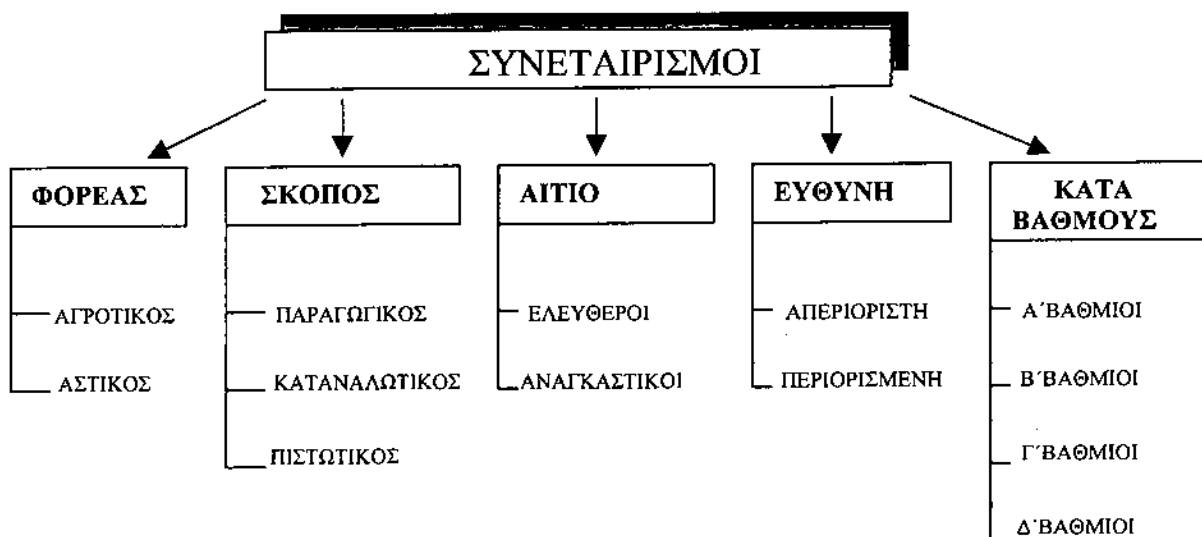 ΣΥΝΕΤΑΙΡΙΣΜΟΙ
ΦΟΡΕΑΣ
ΑΓΡΟΤΙΚΟΣ
ΑΣΤΙΚΟΣ
ΣΚΟΠΟΣ
ΠΑΡΑΓΩΓΙΚΟΣ
ΚΑΤΑΝΑΛΩΤΙΚΟΣ
ΠΙΣΤΩΤΙΚΟΣ
ΑΙΤΙΟ
ΕΛΕΥΘΕΡΟΙ
ΑΝΑΓΚΑΣΤΙΚΟΙ
ΕΥΘΥΝΗ
ΑΠΕΡΙΟΡΙΣΤΗ
ΠΕΡΙΟΡΙΣΜΕΝΗ
ΚΑΤΑ
ΒΑΘΜΟΥΣ
Α΄ΒΑΘΜΙΟΙ
Β΄ΒΑΘΜΙΟΙ
Γ΄ΒΑΘΜΙΟΙ
Δ΄ΒΑΘΜΙΟΙ